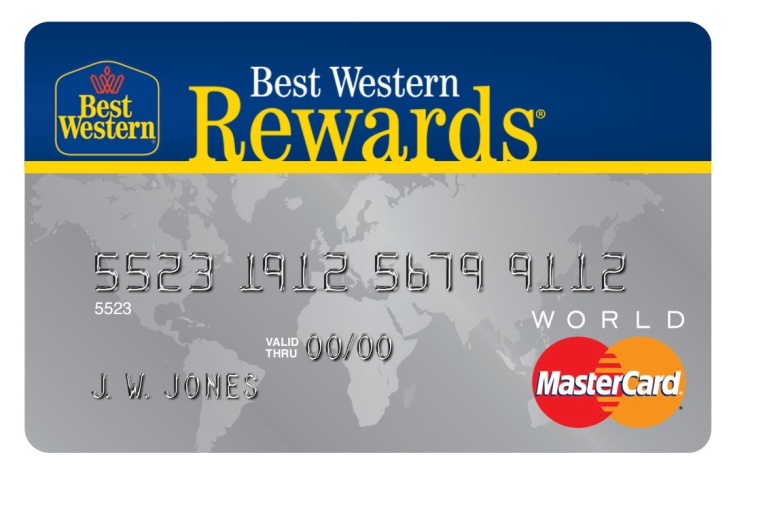 Best Western
Rewards®
Best
Western
5523 1912 5679 9112
5523
VALID THRU 00/00
J. W. JONES
WORLD
MasterCard